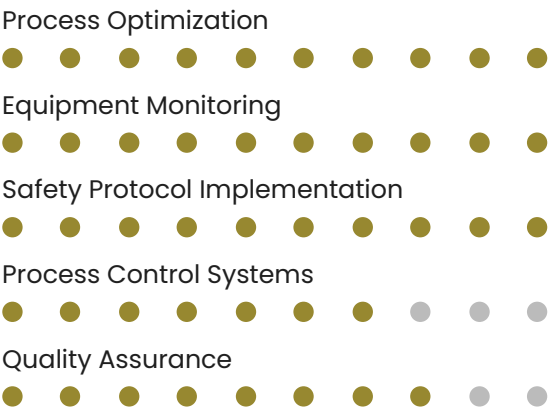 Process Optimization
Equipment Monitoring
Safety Protocol Implementation
Process Control Systems
Quality Assurance